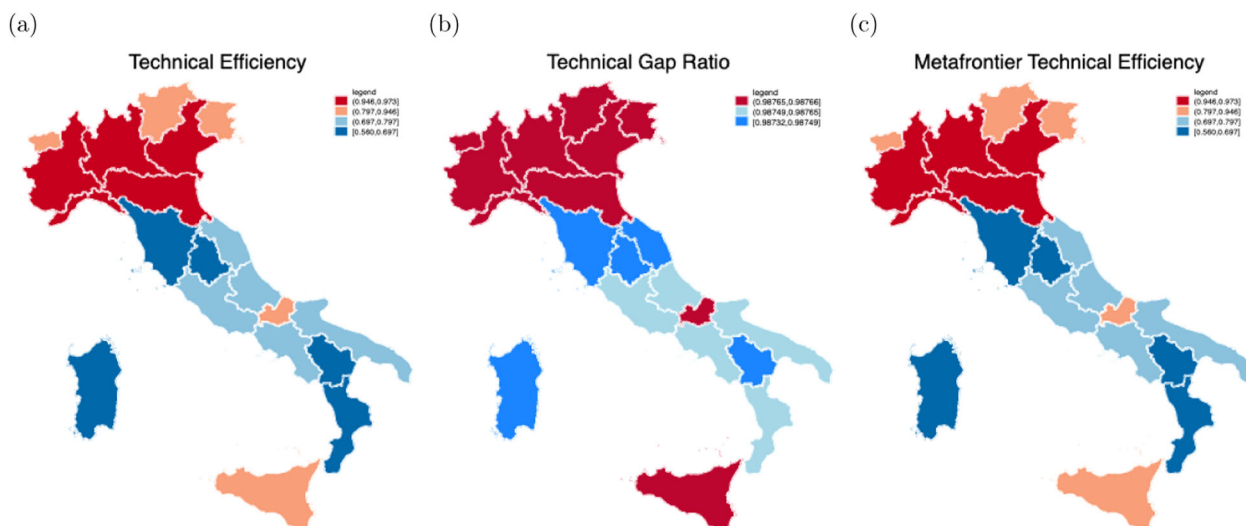 (a)
Technical Efficiency
legend
(0.946,0.973]
(0.797,0.946]
(0.697,0.797]
[0.560,0.697]
(b)
Technical Gap Ratio
legend
(0.98765,0.98766]
(0.98749,0.98765]
[0.98732,0.98749]
(c)
Metafrontier Technical Efficiency
legend
(0.946,0.973]
(0.797,0.946]
(0.697,0.797]
[0.560,0.697]